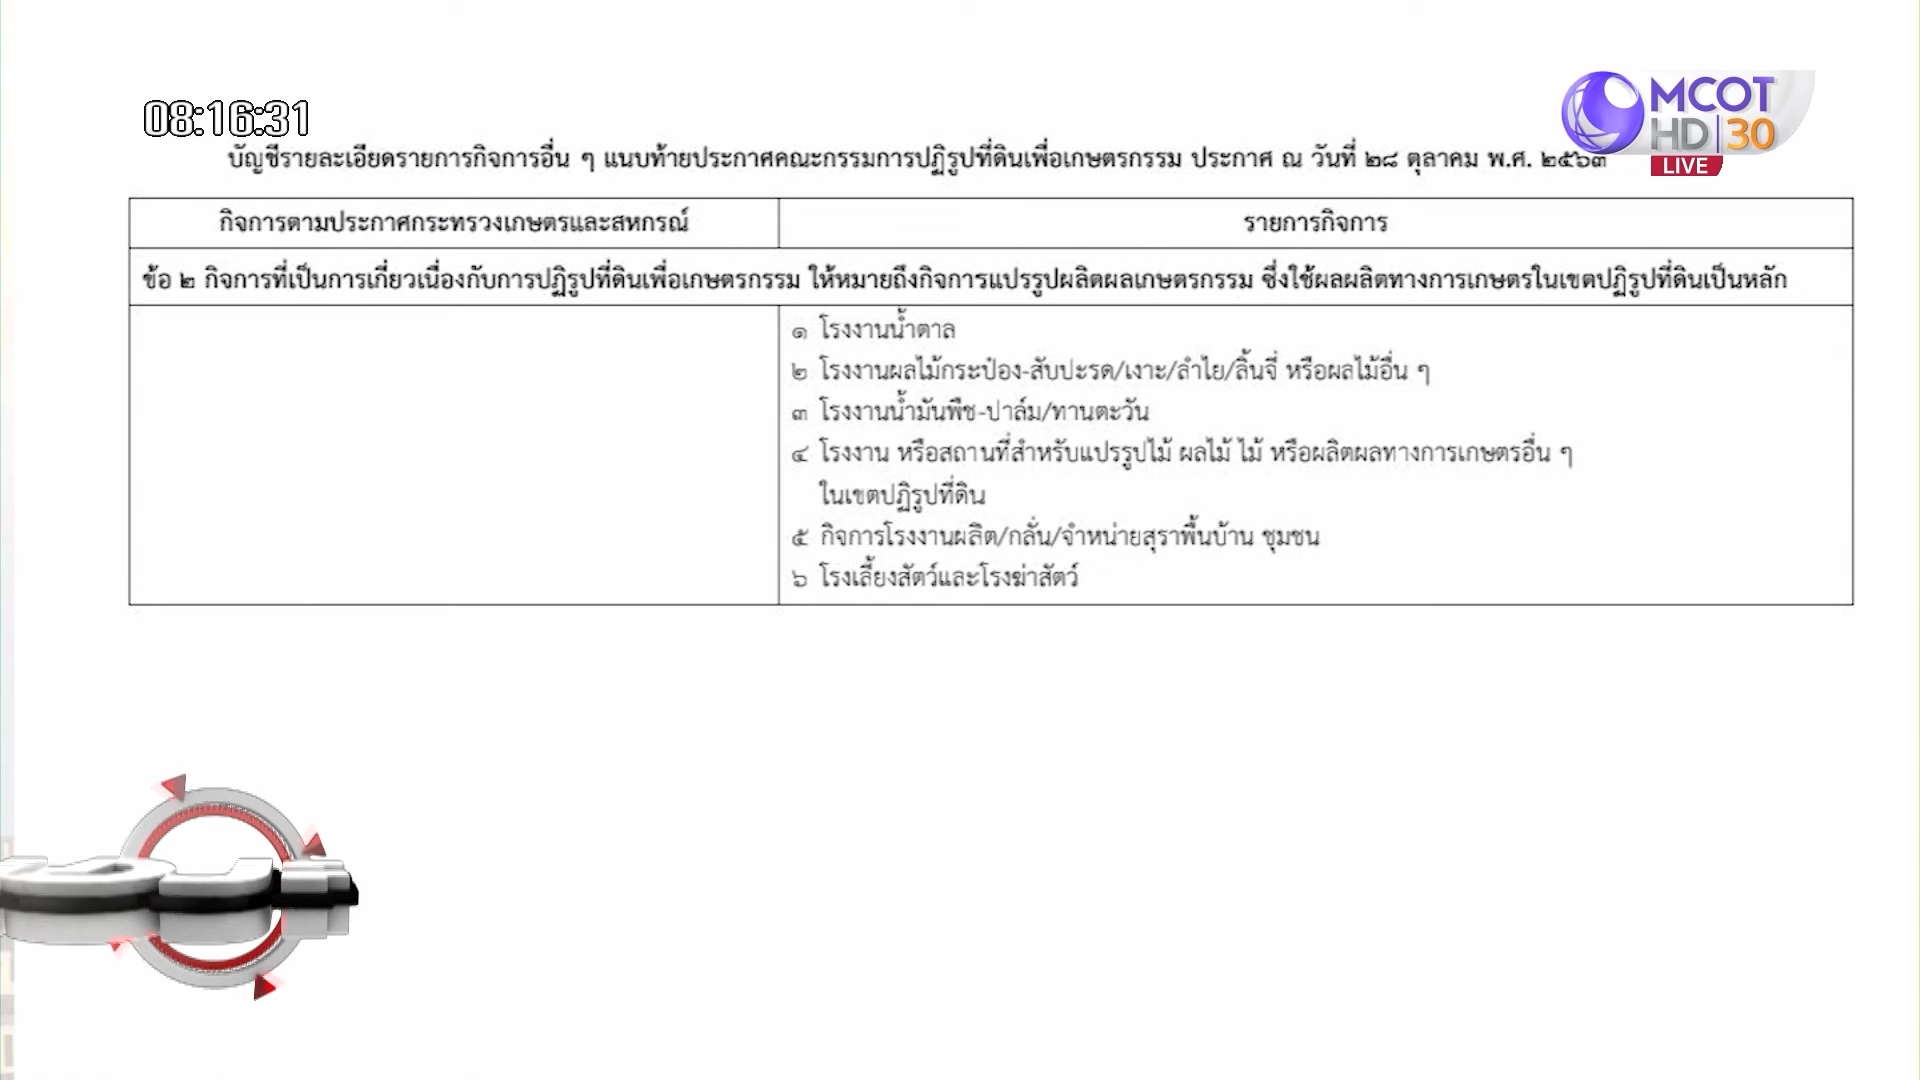 08:16:31
MCOT
HD 30
LIVE
บัญชีรายละเอียดรายการกิจการอื่น ๆ แนบท้ายประกาศคณะกรรมการปฏิรูปที่ดินเพื่อเกษตรกรรม ประกาศ ณ วันที่ ๒๘ ตุลาคม พ.ศ. ๒๕๖๓
กิจการตามประกาศกระทรวงเกษตรและสหกรณ์
รายการกิจการ
ข้อ ๒ กิจการที่เป็นการเกี่ยวเนื่องกับการปฏิรูปที่ดินเพื่อเกษตรกรรม ให้หมายถึงกิจการแปรรูปผลิตผลเกษตรกรรม ซึ่งใช้ผลผลิตทางการเกษตรในเขตปฏิรูปที่ดินเป็นหลัก
๑ โรงงานน้ำตาล
๒ โรงงานผลไม้กระป๋อง-สับปะรด/เงาะ/ลำไย/ลิ้นจี่ หรือผลไม้อื่น ๆ
๓ โรงงานน้ำมันพืช-ปาล์ม/ทานตะวัน
๔ โรงงาน หรือสถานที่สำหรับแปรรูปไม้ ผลไม้ ไม้ หรือผลิตผลทางการเกษตรอื่น ๆ
ในเขตปฏิรูปที่ดิน
๕ กิจการโรงงานผลิต/กลั่น/จำหน่ายสุราพื้นบ้าน ชุมชน
๖ โรงเลี้ยงสัตว์และโรงฆ่าสัตว์